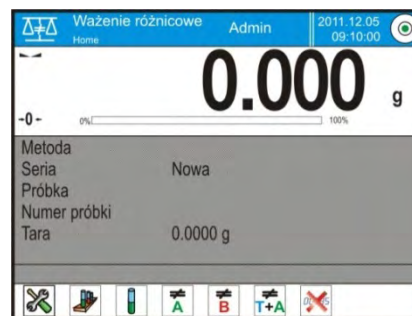 Ważenie różnicowe Admin 2011.12.05
Home 09:10:00
0.000 g
-0- 0% 100%
Metoda
Seria Nowa
Próbka
Numer próbki
Tara 0.0000 g
A B T+A